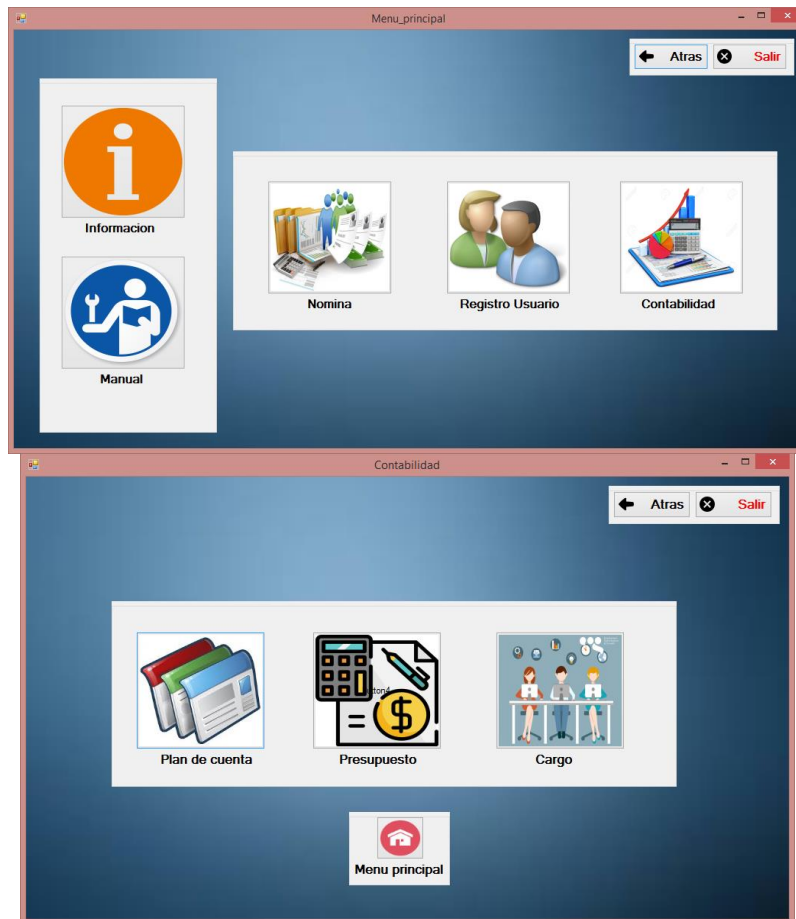 Menu_principal
Atras
Salir
Informacion
Manual
Nomina
Registro Usuario
Contabilidad
Contabilidad
Atras
Salir
Plan de cuenta
Presupuesto
Cargo
Menu principal